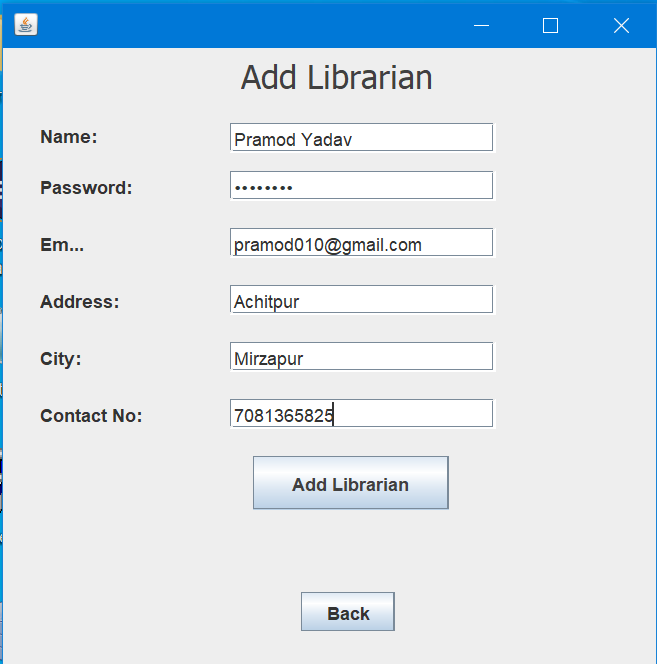 Add Librarian
Name: Pramod Yadav
Password: ••••••••
Em... pramod010@gmail.com
Address: Achitpur
City: Mirzapur
Contact No: 7081365825
Add Librarian
Back